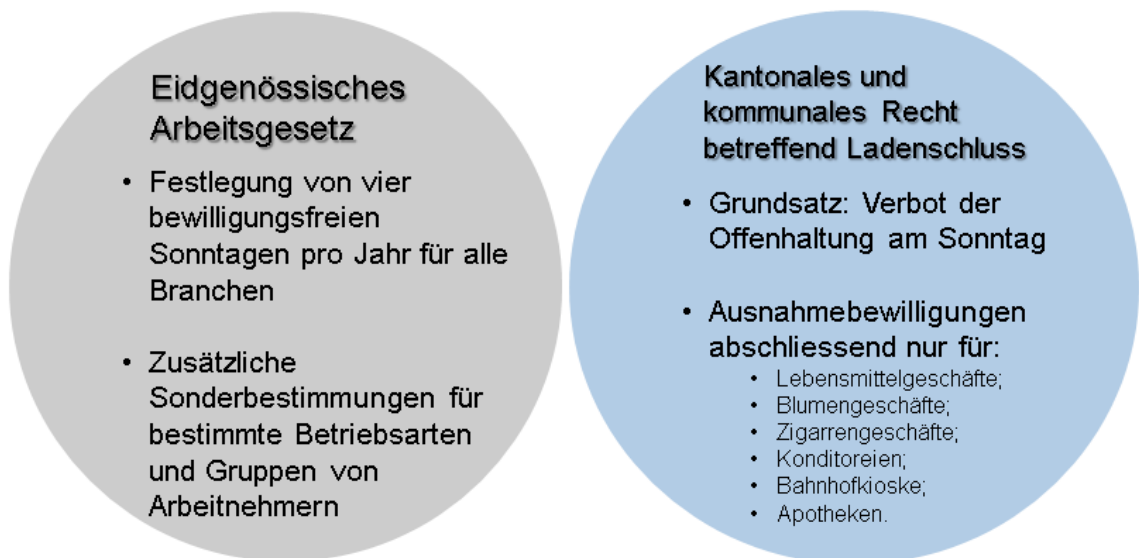 Eidgenössisches
Arbeitsgesetz
• Festlegung von vier
bewilligungsfreien
Sonntagen pro Jahr für alle
Branchen
• Zusätzliche
Sonderbestimmungen für
bestimmte Betriebsarten
und Gruppen von
Arbeitnehmern
Kantonales und
kommunales Recht
betreffend Ladenschluss
• Grundsatz: Verbot der
Offenhaltung am Sonntag
• Ausnahmebewilligungen
abschliessend nur für:
• Lebensmittelgeschäfte;
• Blumengeschäfte;
• Zigarrengeschäfte;
• Konditoreien;
• Bahnhofkioske;
• Apotheken.